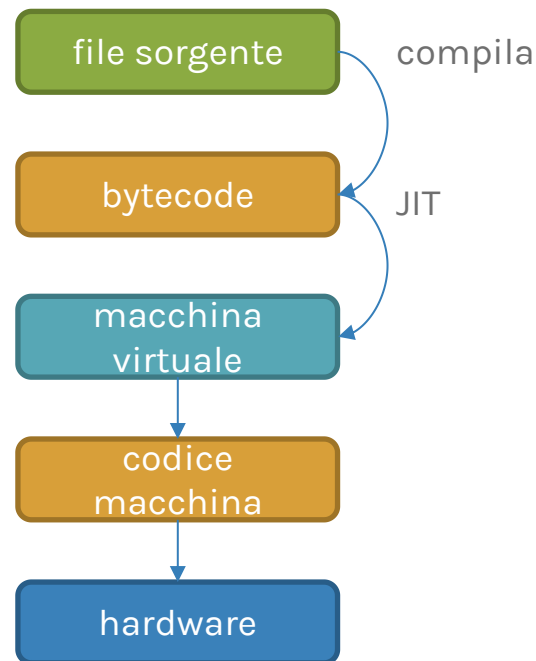 file sorgente
compila
bytecode
JIT
macchina
virtuale
codice
macchina
hardware